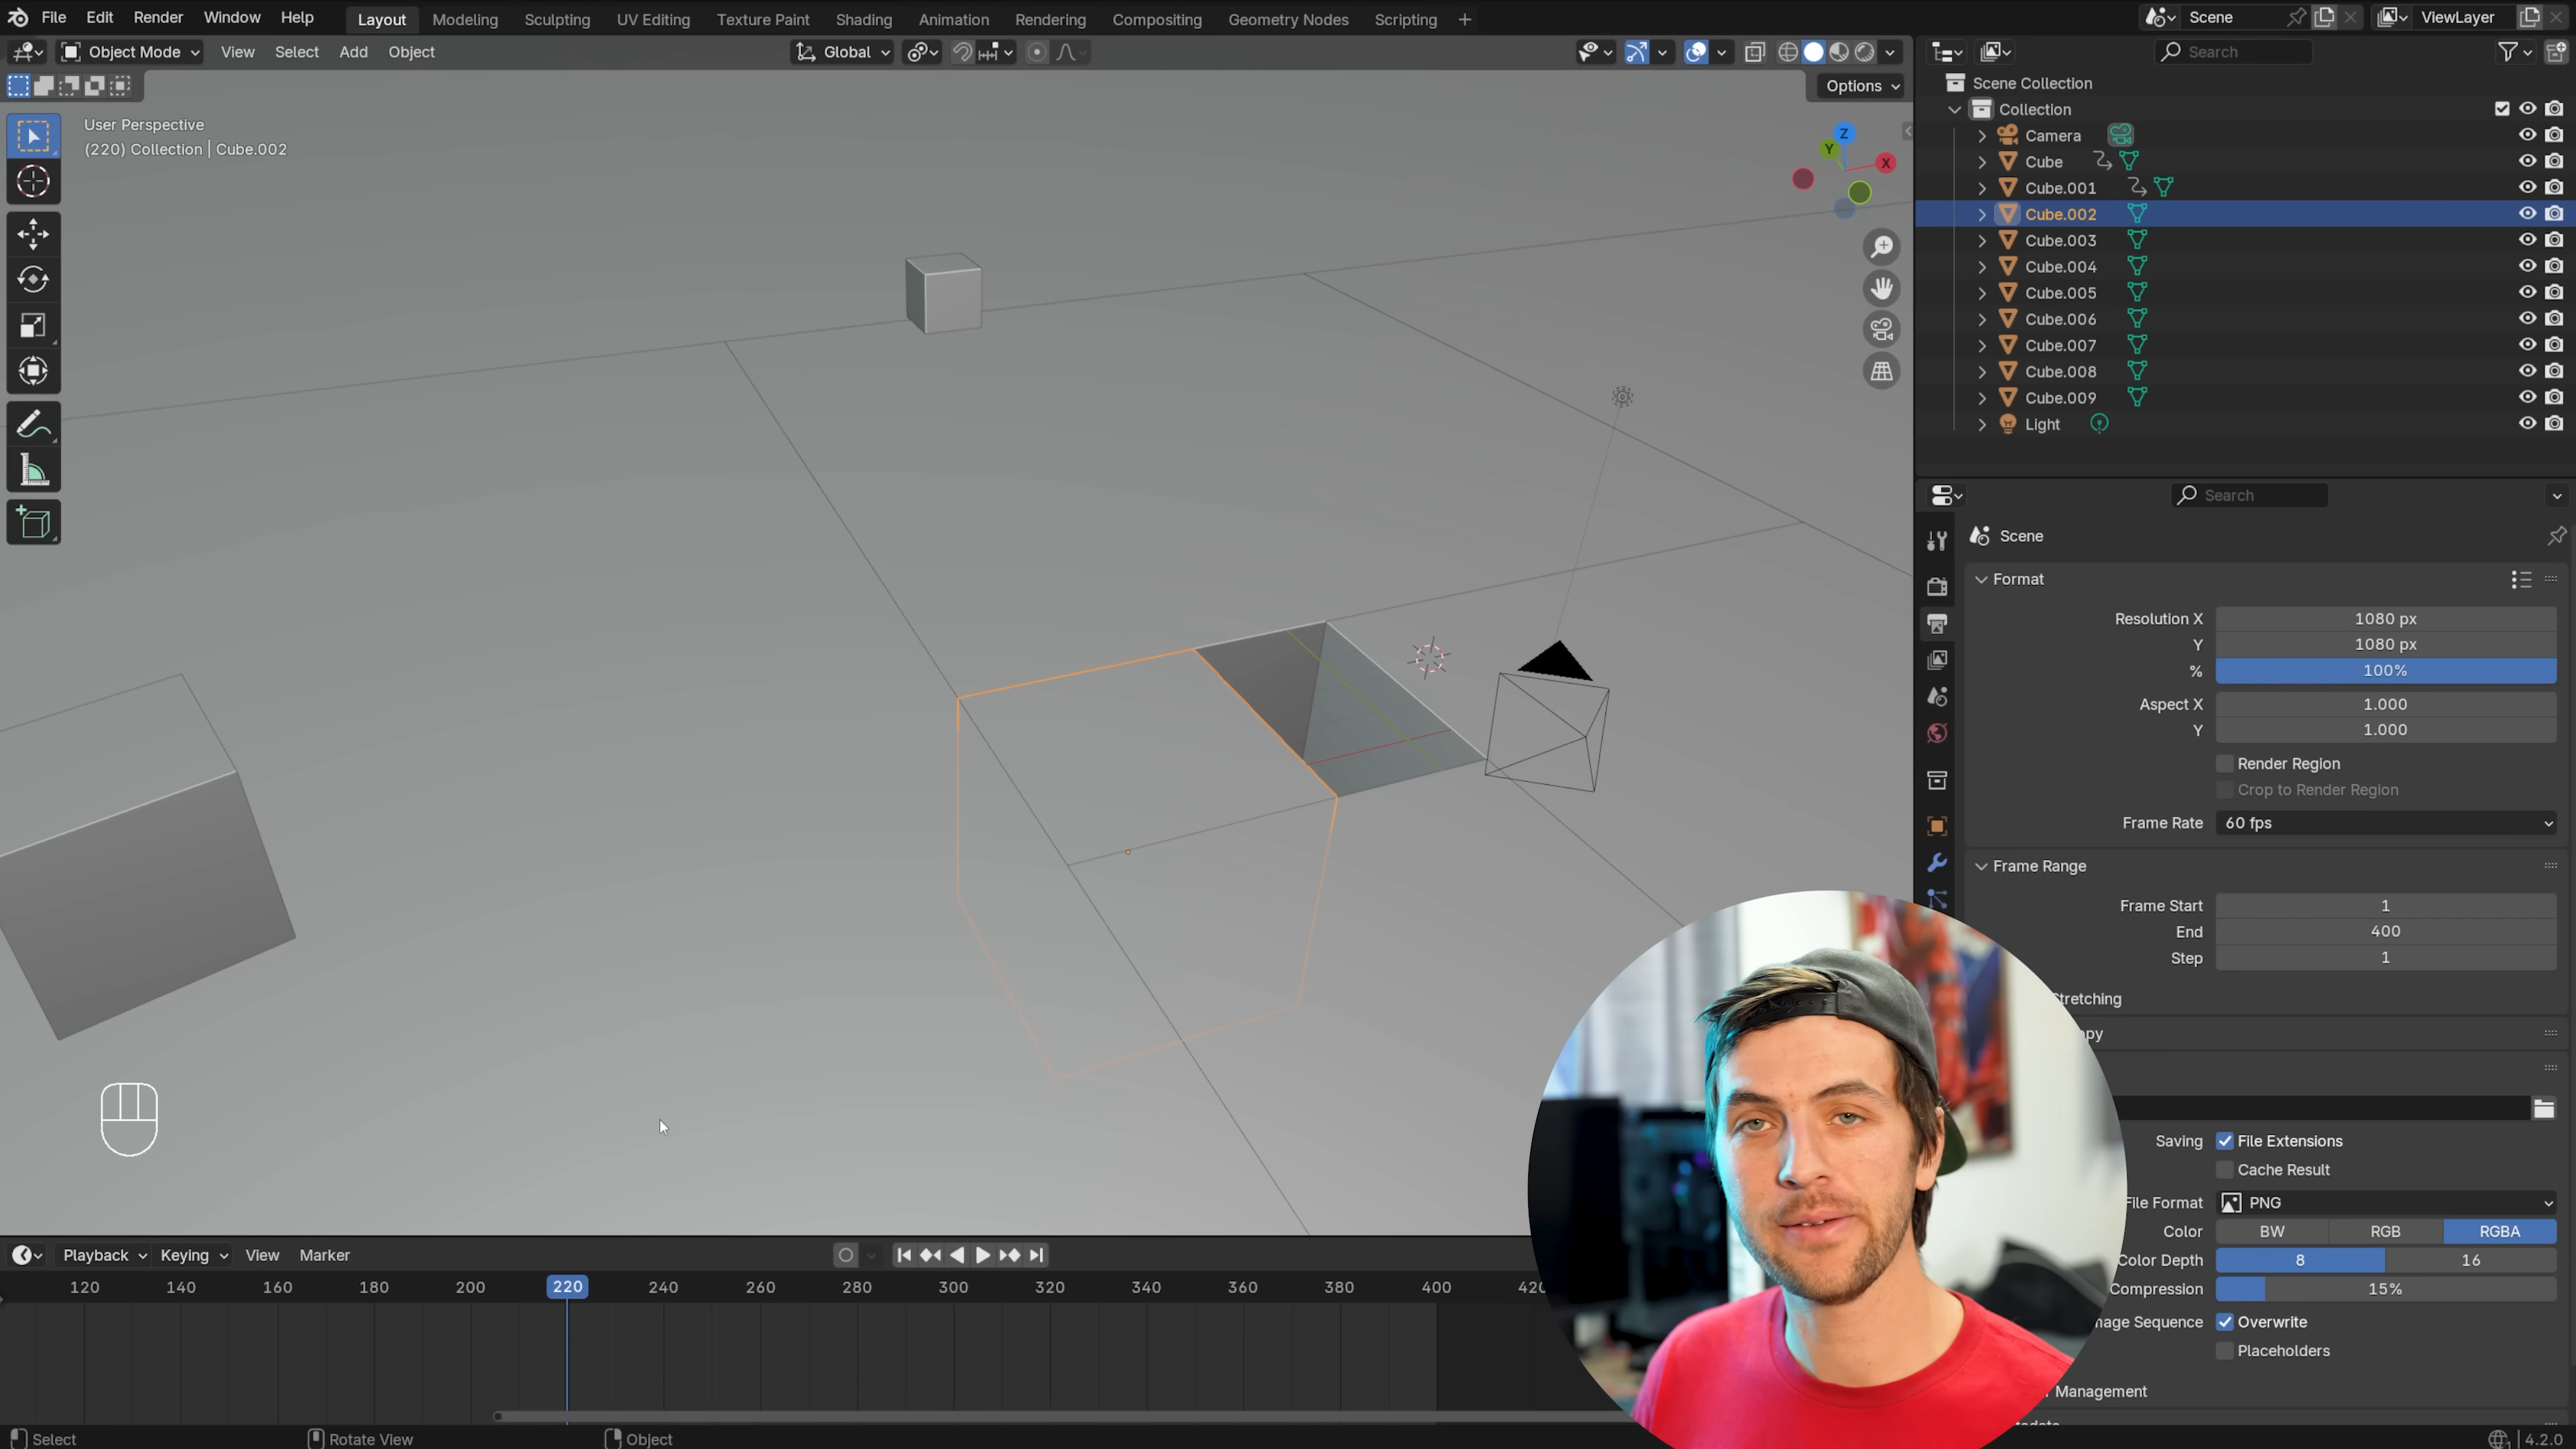 File Edit Render Window Help Layout Modeling Sculpting UV Editing Texture Paint Shading Animation Rendering Compositing Geometry Nodes Scripting + Scene ViewLayer
Object Mode View Select Add Object Global Search
Options
User Perspective
(220) Collection | Cube.002
Z
Y
X
Scene Collection
Collection
Camera
Cube
Cube.001
Cube.002
Cube.003
Cube.004
Cube.005
Cube.006
Cube.007
Cube.008
Cube.009
Light
Search
Scene
Format
Resolution X 1080 px
Y 1080 px
% 100%
Aspect X 1.000
Y 1.000
Render Region
Crop to Render Region
Frame Rate 60 fps
Frame Range
Frame Start 1
End 400
Step 1
tretching
opy
Saving File Extensions
Cache Result
File Format PNG
Color BW RGB RGBA
Color Depth 8 16
Compression 15%
mage Sequence Overwrite
Placeholders
Management
Playback Keying View Marker
120 140 160 180 200 220 240 260 280 300 320 340 360 380 400 420
Select Rotate View Object 4.2.0